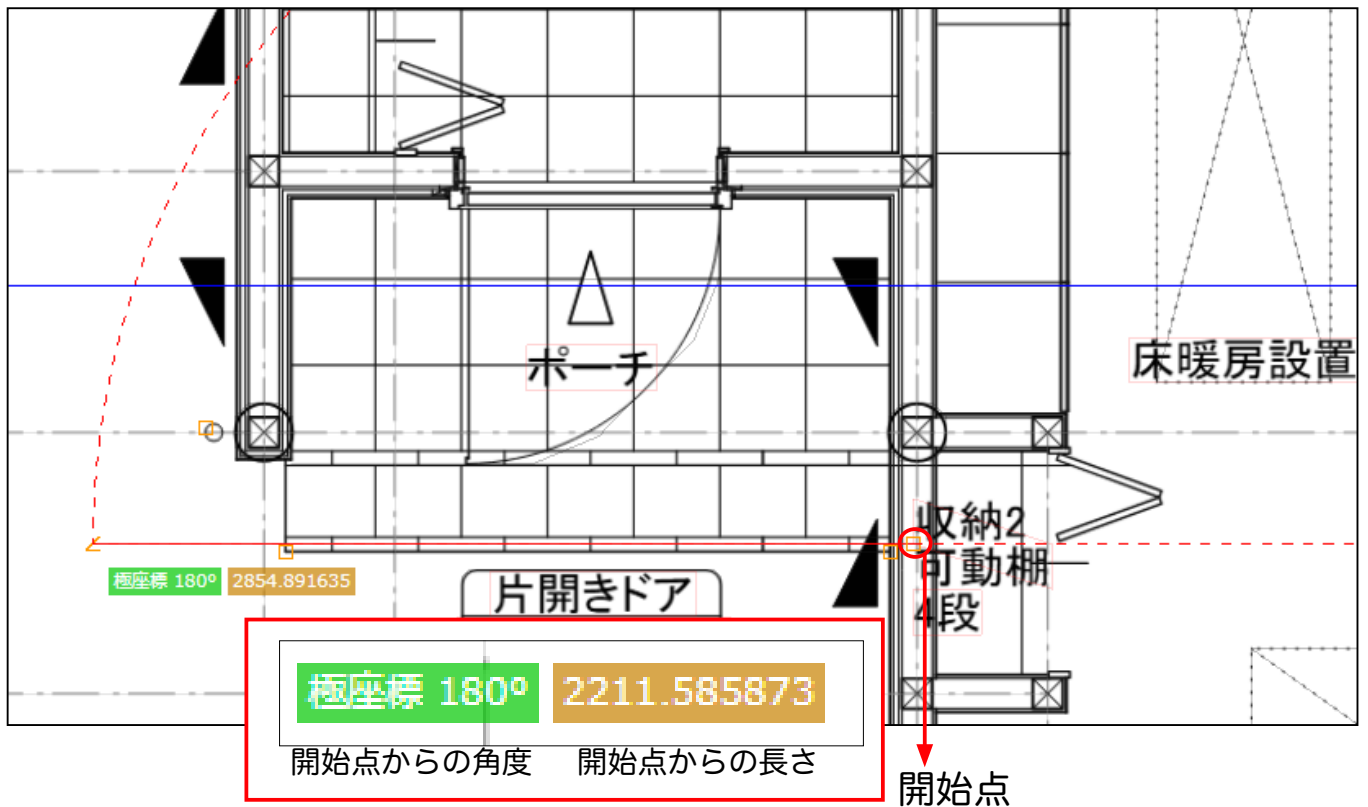 ポーチ
床暖房設置
収納2
可動棚
4段
極座標 180° 2854.891635
片開きドア
極座標 180° 2211.585873
開始点からの角度 開始点からの長さ
開始点